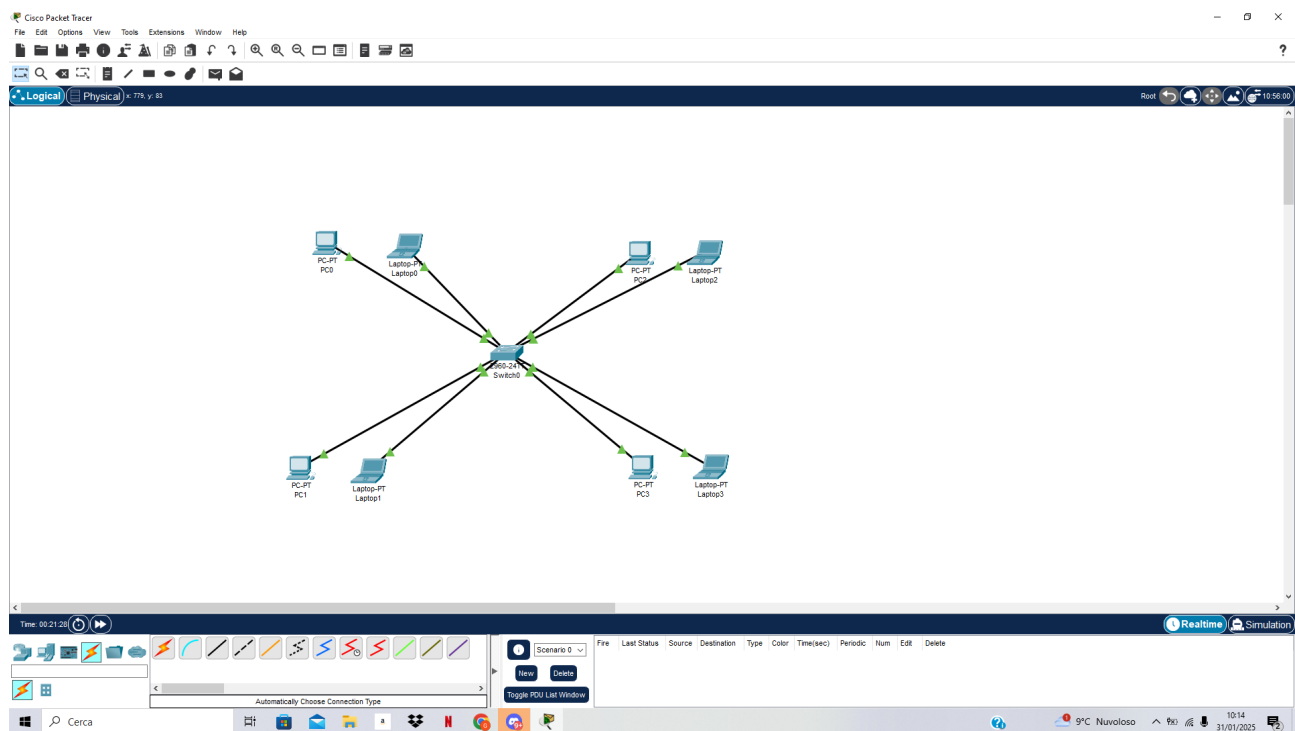 Cisco Packet Tracer
File Edit Options View Tools Extensions Window Help
?
Logical Physical x: 779, y: 83 Root 10:56:00
PC-PT
PC0
Laptop-PT
Laptop0
PC-PT
PC2
Laptop-PT
Laptop2
2960-24TT
Switch0
PC-PT
PC1
Laptop-PT
Laptop1
PC-PT
PC3
Laptop-PT
Laptop3
Time: 00:21:28 Realtime Simulation
Scenario 0
New Delete
Toggle PDU List Window
Fire Last Status Source Destination Type Color Time(sec) Periodic Num Edit Delete
Automatically Choose Connection Type
Cerca
9°C Nuvoloso
10:14
31/01/2025